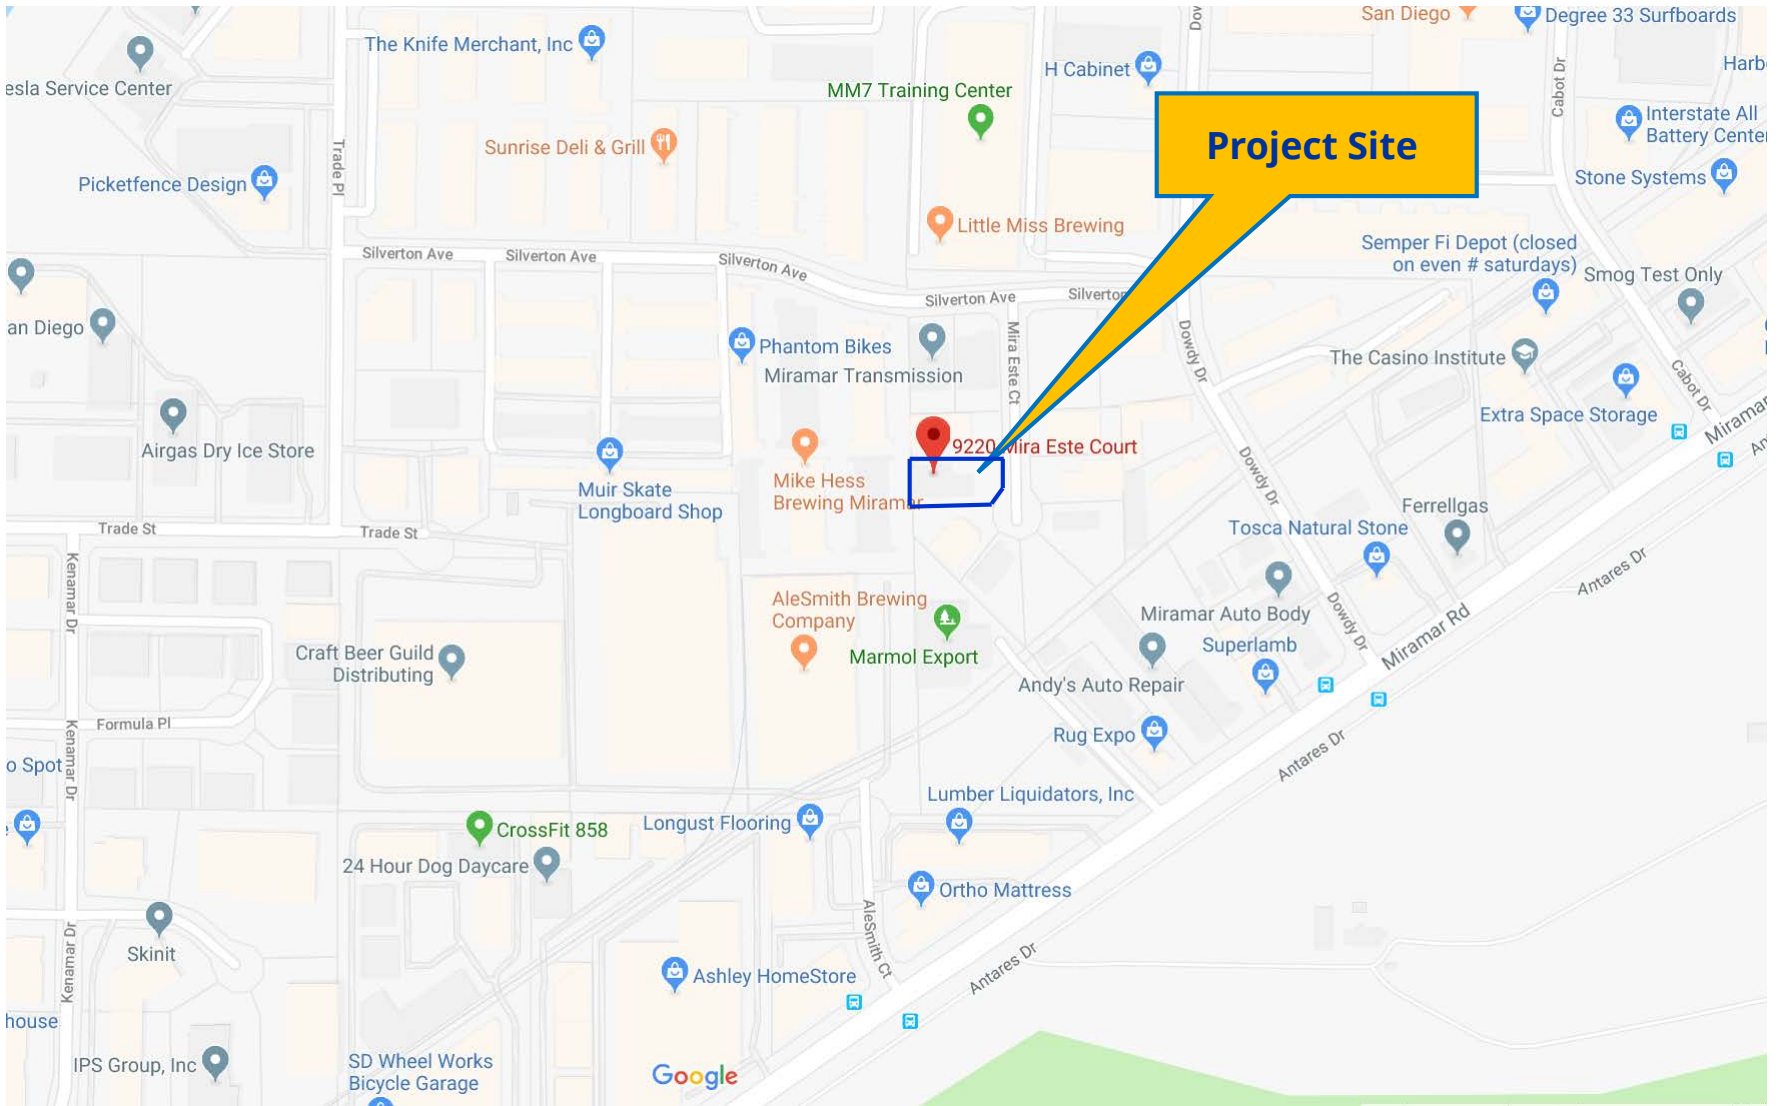 San Diego
Degree 33 Surfboards
The Knife Merchant, Inc
H Cabinet
Cabot Dr
esla Service Center
MM7 Training Center
Interstate All
Battery Center
Project Site
Sunrise Deli & Grill
Trade Pl
Picketfence Design
Stone Systems
Little Miss Brewing
Silverton Ave
Silverton Ave
Silverton Ave
Semper Fi Depot (closed
on even # saturdays)
Smog Test Only
Silverton Ave
an Diego
Phantom Bikes
Mira Este Ct
Dowdy Dr
The Casino Institute
Miramar Transmission
Cabot Dr
Extra Space Storage
Miramar
Airgas Dry Ice Store
9220 Mira Este Court
Mike Hess
Brewing Miramar
Muir Skate
Longboard Shop
Dowdy Dr
Ferrellgas
Trade St
Trade St
Tosca Natural Stone
Kenamar Dr
Antares Dr
AleSmith Brewing
Company
Miramar Auto Body
Dowdy Dr
Miramar Rd
Craft Beer Guild
Distributing
Marmol Export
Superlamb
Andy's Auto Repair
Formula Pl
Kenamar Dr
Rug Expo
Antares Dr
o Spot
Lumber Liquidators, Inc
CrossFit 858
Longust Flooring
24 Hour Dog Daycare
Ortho Mattress
AleSmith Ct
Skinit
Kenamar Dr
Ashley HomeStore
Antares Dr
house
IPS Group, Inc
SD Wheel Works
Bicycle Garage
Google